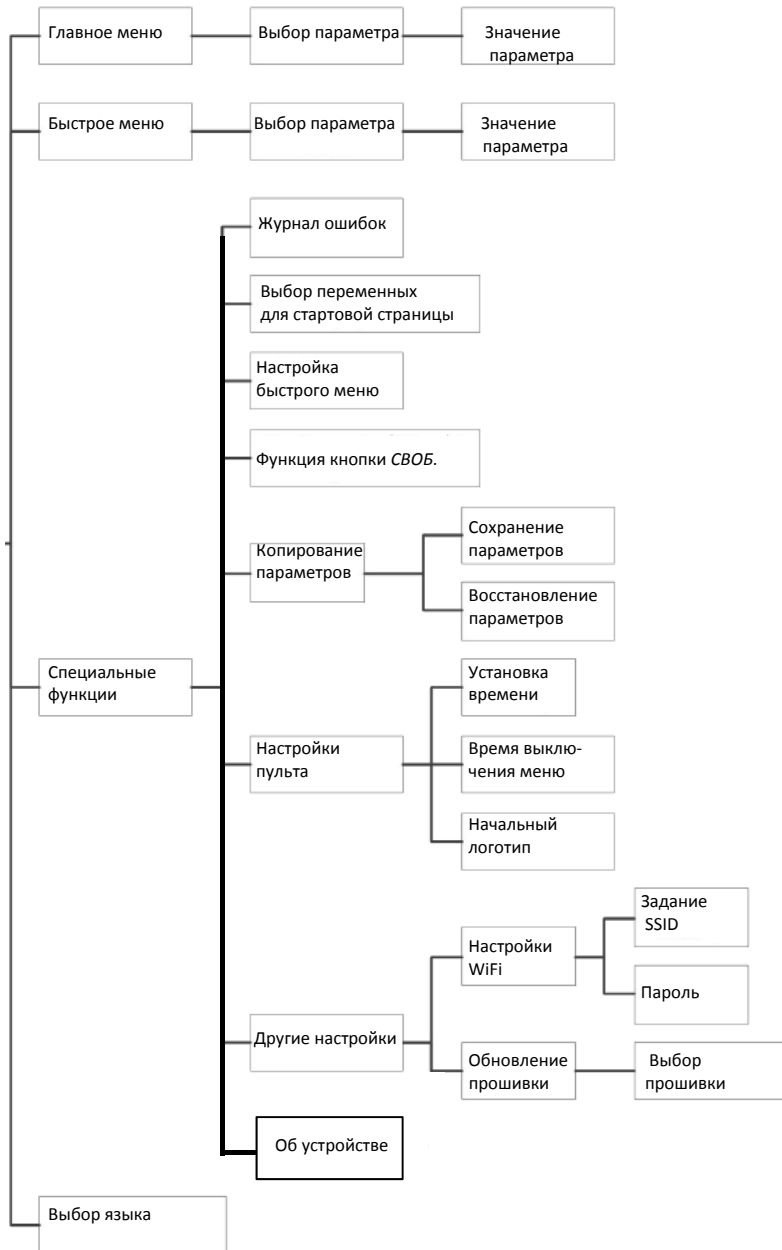 Главное меню
Выбор параметра
Значение
параметра
Быстрое меню
Выбор параметра
Значение
параметра
Журнал ошибок
Выбор переменных
для стартовой страницы
Настройка
быстрого меню
Функция кнопки СВОБ.
Копирование
параметров
Сохранение
параметров
Восстановление
параметров
Специальные
функции
Настройки
пульта
Установка
времени
Время выклю-
чения меню
Начальный
логотип
Другие настройки
Настройки
WiFi
Задание
SSID
Пароль
Обновление
прошивки
Выбор
прошивки
Об устройстве
Выбор языка